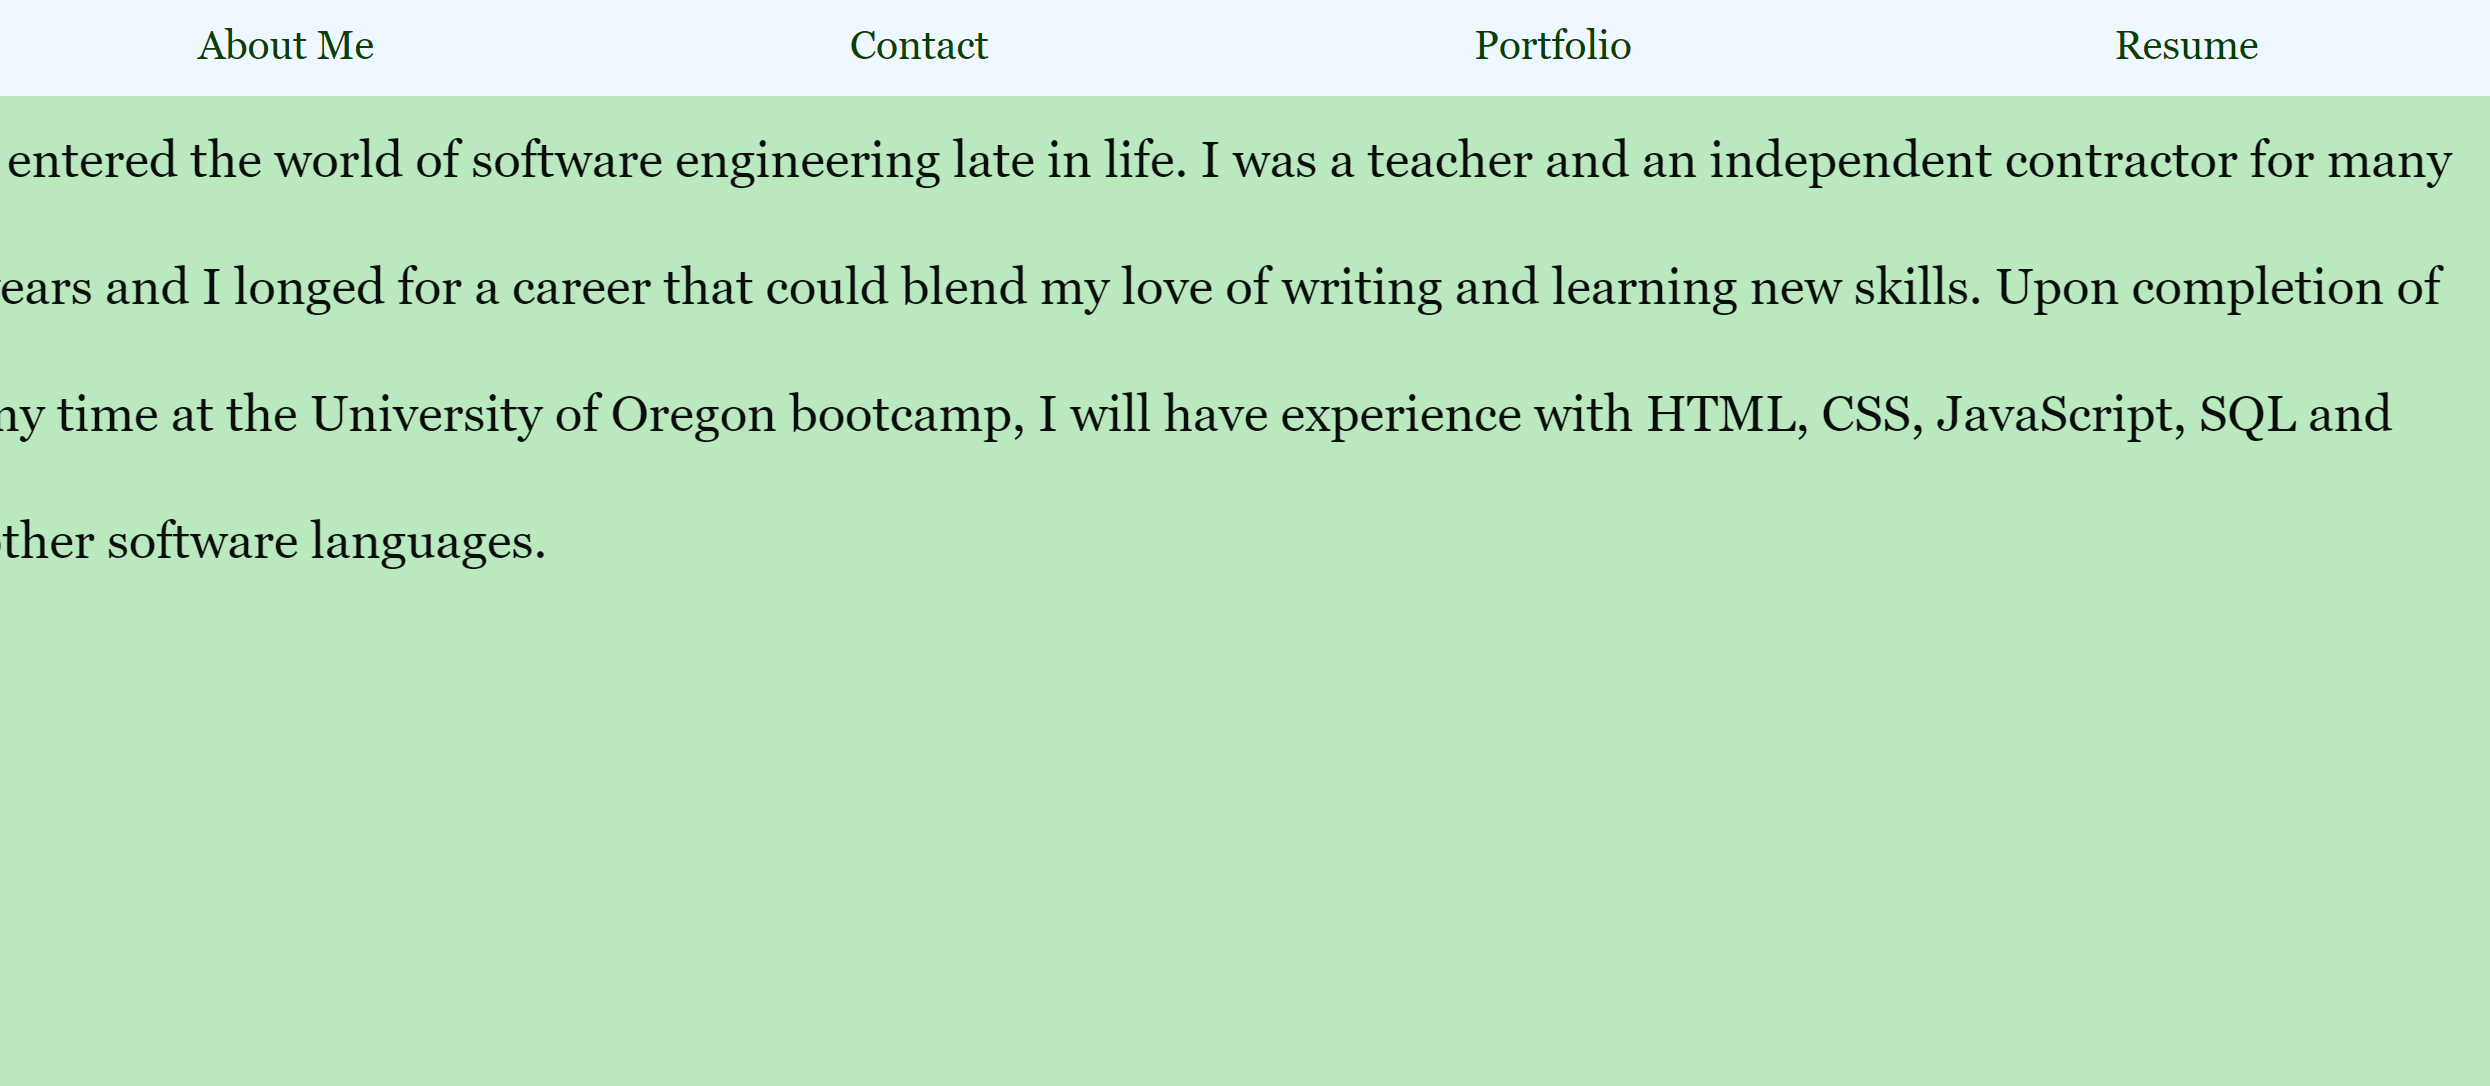 About Me Contact Portfolio Resume
entered the world of software engineering late in life. I was a teacher and an independent contractor for many
ears and I longed for a career that could blend my love of writing and learning new skills. Upon completion of
time at the University of Oregon bootcamp, I will have experience with HTML, CSS, JavaScript, SQL and
ther software languages.